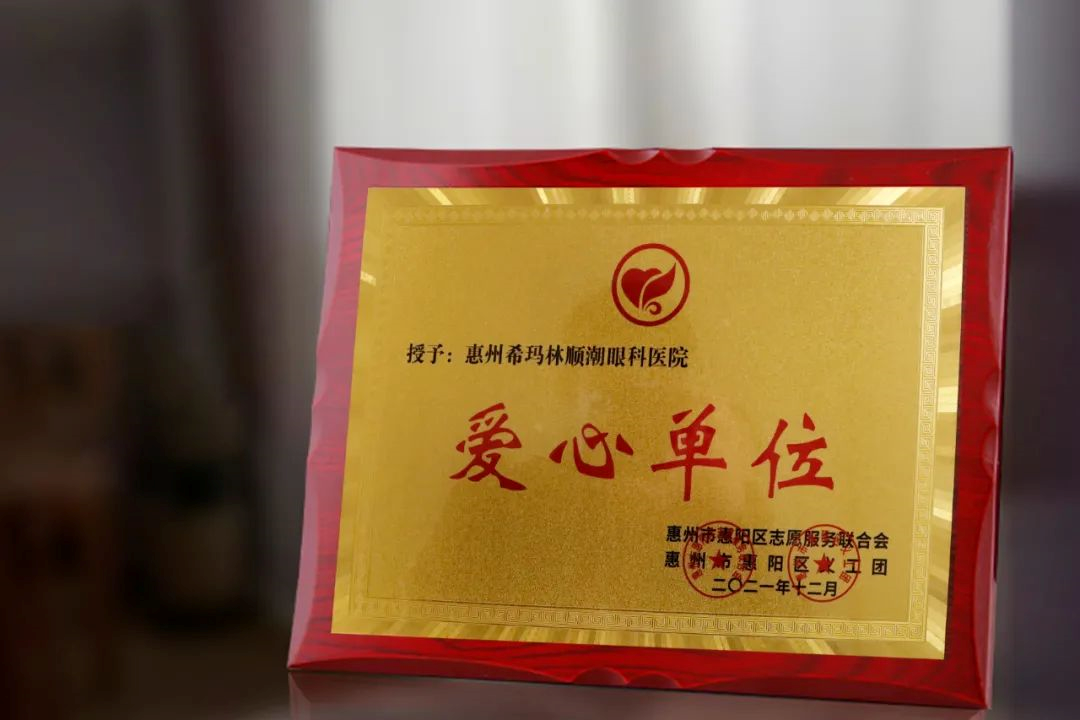 授予：惠州希玛林顺潮眼科医院
爱心单位
惠州市惠阳区志愿服务联合会
惠州市惠阳区义工团
二〇二一年十二月